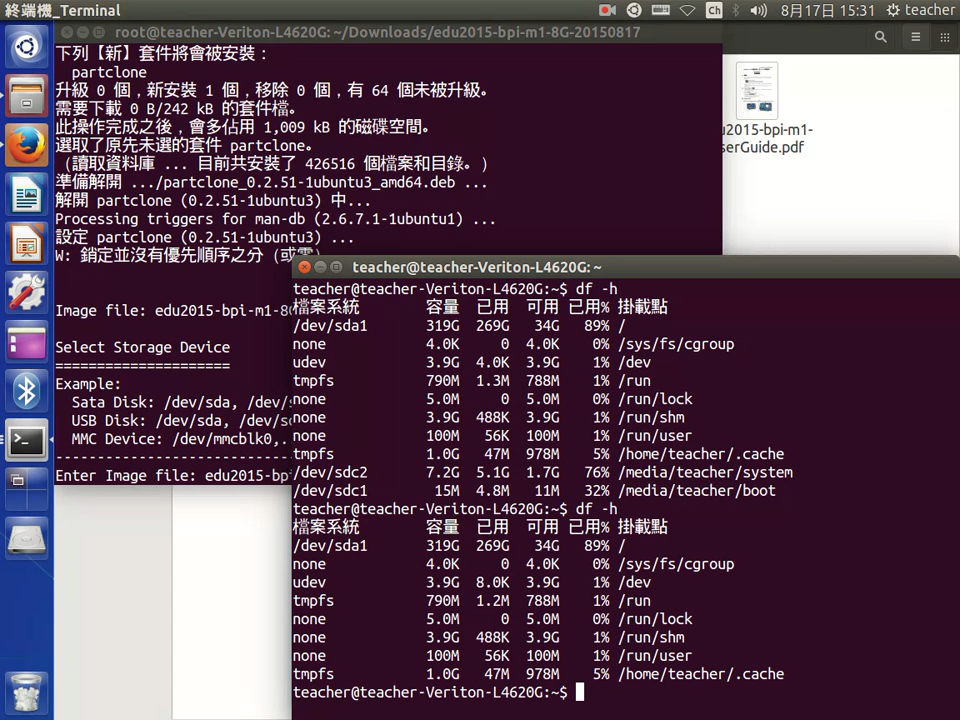 終端機_Terminal
Ch
8月17日 15:31
teacher
root@teacher-Veriton-L4620G: ~/Downloads/edu2015-bpi-m1-8G-20150817
下列【新】套件將會被安裝：
partclone
升級 0 個，新安裝 1 個，移除 0 個，有 64 個未被升級。
需要下載 0 B/242 kB 的套件檔。
此操作完成之後，會多佔用 1,009 kB 的磁碟空間。
選取了原先未選的套件 partclone。
（讀取資料庫 ... 目前共安裝了 426516 個檔案和目錄。）
準備解開 .../partclone_0.2.51-1ubuntu3_amd64.deb ...
解開 partclone (0.2.51-1ubuntu3) 中...
Processing triggers for man-db (2.6.7.1-1ubuntu1) ...
設定 partclone (0.2.51-1ubuntu3) ...
W: 鎖定並沒有優先順序之分（或零
Image file: edu2015-bpi-m1-8G
Select Storage Device
=====================
Example:
Sata Disk: /dev/sda, /dev/s
USB Disk: /dev/sda, /dev/sd
MMC Device: /dev/mmcblk0,.
----------------------------
Enter Image file: edu2015-bpi
u2015-bpi-m1-
serGuide.pdf
teacher@teacher-Veriton-L4620G: ~
teacher@teacher-Veriton-L4620G:~$ df -h
檔案系統 容量 已用 可用 已用% 掛載點
/dev/sda1 319G 269G 34G 89% /
none 4.0K 0 4.0K 0% /sys/fs/cgroup
udev 3.9G 4.0K 3.9G 1% /dev
tmpfs 790M 1.3M 788M 1% /run
none 5.0M 0 5.0M 0% /run/lock
none 3.9G 488K 3.9G 1% /run/shm
none 100M 56K 100M 1% /run/user
tmpfs 1.0G 47M 978M 5% /home/teacher/.cache
/dev/sdc2 7.2G 5.1G 1.7G 76% /media/teacher/system
/dev/sdc1 15M 4.8M 11M 32% /media/teacher/boot
teacher@teacher-Veriton-L4620G:~$ df -h
檔案系統 容量 已用 可用 已用% 掛載點
/dev/sda1 319G 269G 34G 89% /
none 4.0K 0 4.0K 0% /sys/fs/cgroup
udev 3.9G 8.0K 3.9G 1% /dev
tmpfs 790M 1.2M 788M 1% /run
none 5.0M 0 5.0M 0% /run/lock
none 3.9G 488K 3.9G 1% /run/shm
none 100M 56K 100M 1% /run/user
tmpfs 1.0G 47M 978M 5% /home/teacher/.cache
teacher@teacher-Veriton-L4620G:~$